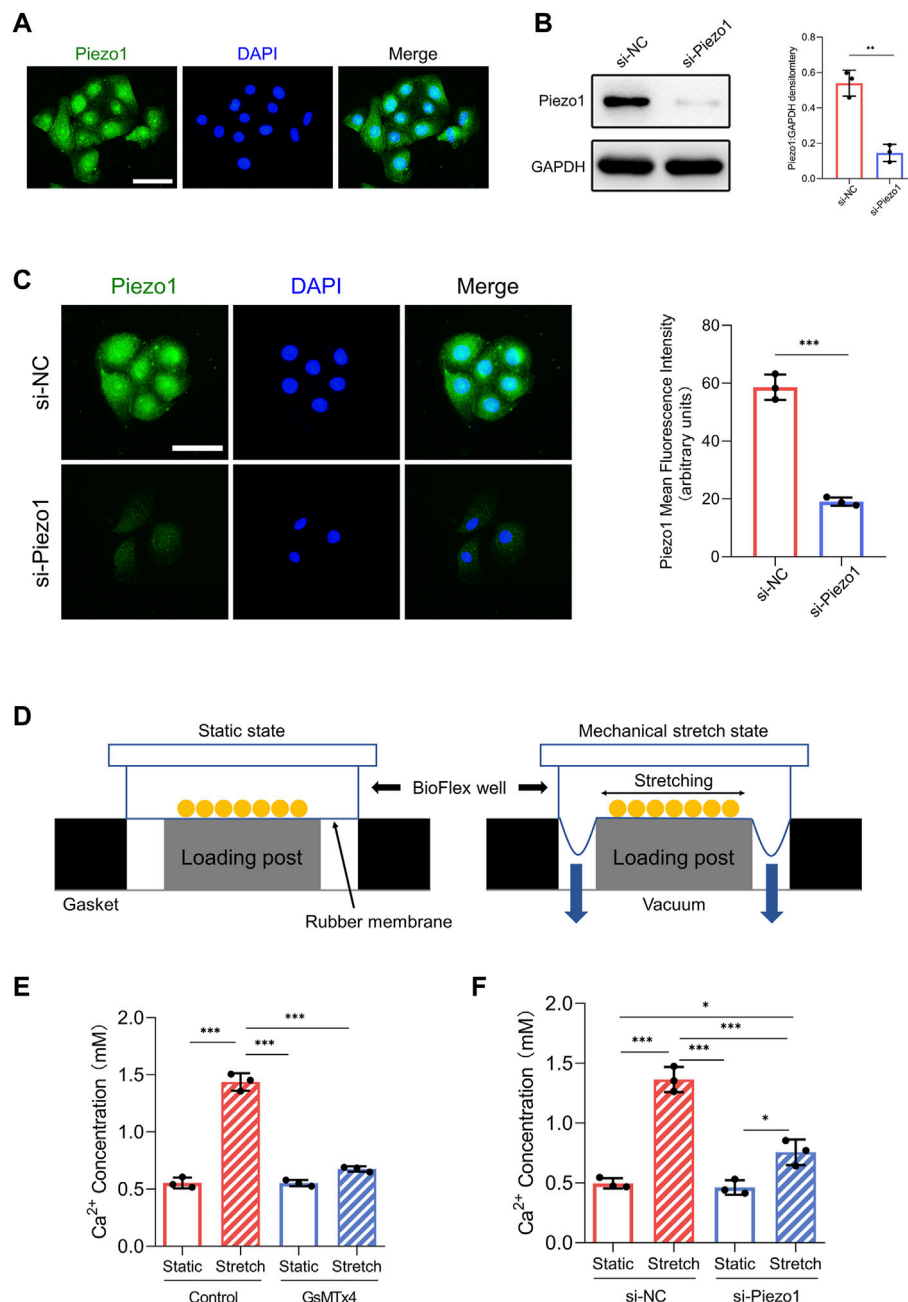 A
Piezo1
DAPI
Merge
B
si-NC
si-Piezo1
Piezo1
GAPDH
Piezo1:GAPDH densitomtery
0.8
0.6
0.4
0.2
0.0
**
si-NC
si-Piezo1
C
Piezo1
DAPI
Merge
si-NC
si-Piezo1
Piezo1 Mean Fluorescence Intensity
(arbitrary units)
80
60
40
20
0
***
si-NC
si-Piezo1
D
Static state
Mechanical stretch state
BioFlex well
Stretching
Loading post
Loading post
Gasket
Rubber membrane
Vacuum
E
Ca2+ Concentration (mM)
2.0
1.5
1.0
0.5
0.0
***
***
***
Static
Stretch
Static
Stretch
Control
GsMTx4
F
Ca2+ Concentration (mM)
2.0
1.5
1.0
0.5
0.0
*
***
***
***
*
Static
Stretch
Static
Stretch
si-NC
si-Piezo1